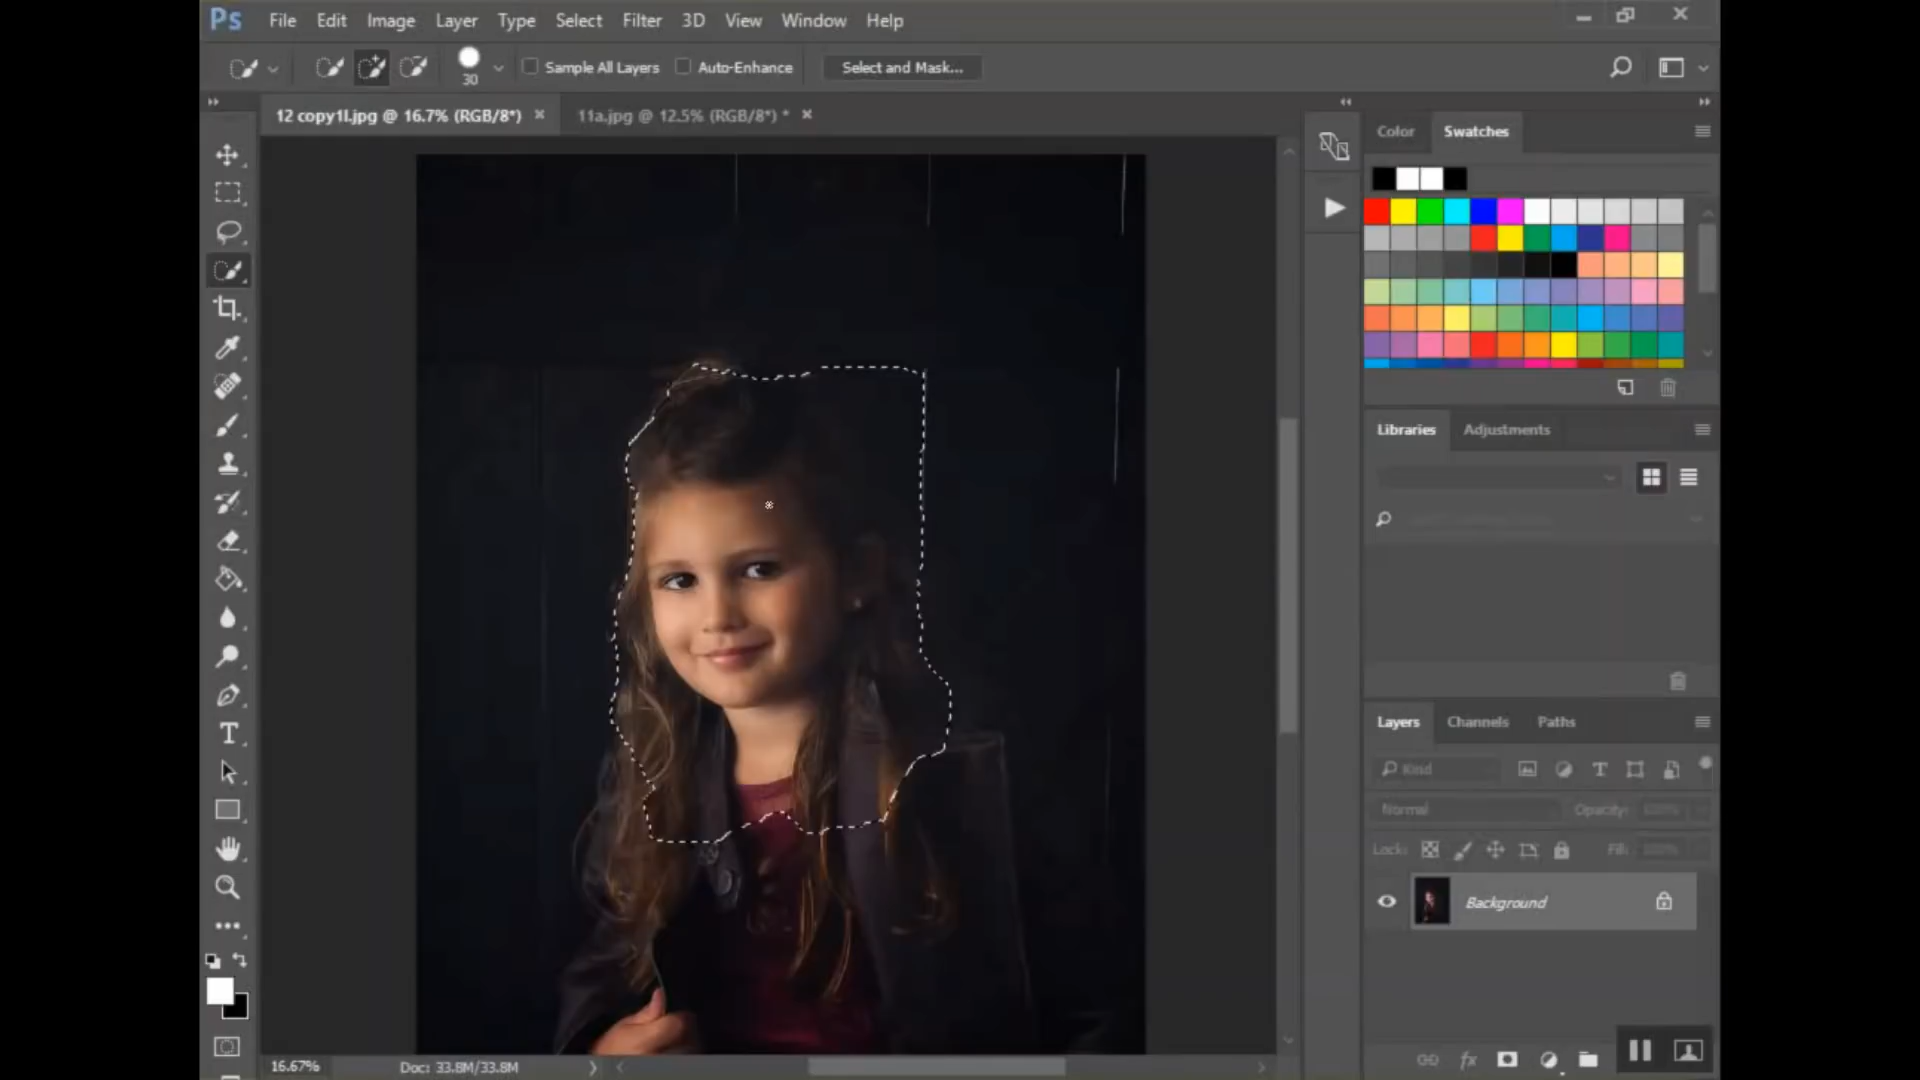 Ps File Edit Image Layer Type Select Filter 3D View Window Help
30 Sample All Layers Auto-Enhance Select and Mask...
12 copy1l.jpg @ 16.7% (RGB/8*) × 11a.jpg @ 12.5% (RGB/8*) * ×
Color Swatches
Libraries Adjustments
Layers Channels Paths
Kind
Normal Opacity:
Lock: Fill:
Background
T
16.67% Doc: 33.8M/33.8M
fx